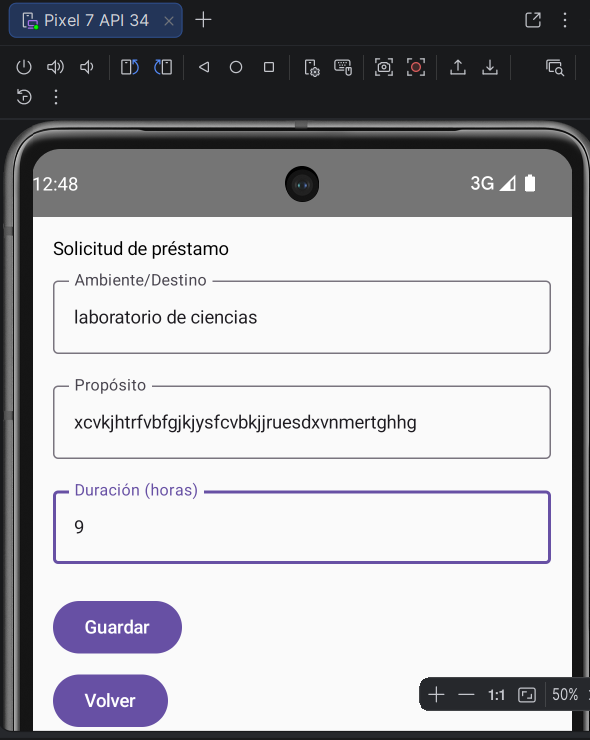 Pixel 7 API 34
12:48
3G
Solicitud de préstamo
Ambiente/Destino
laboratorio de ciencias
Propósito
xcvkjhtrfvbfgjkjysfcvbkjjruesdxvnmertghhg
Duración (horas)
9
Guardar
Volver
1:1
50%